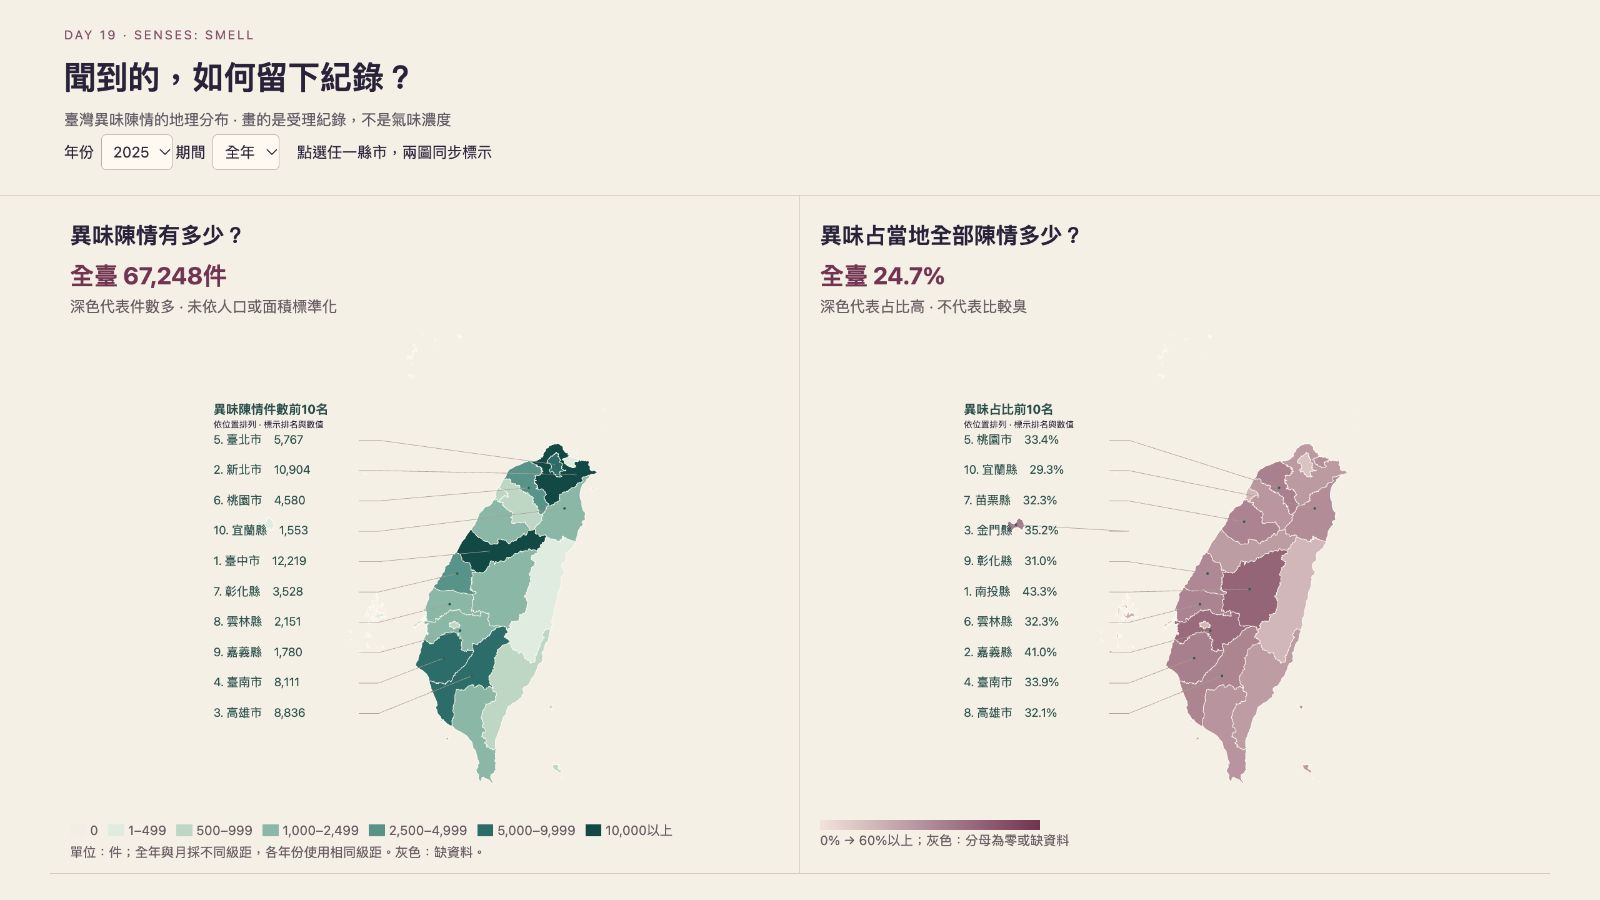 DAY 19 · SENSES: SMELL
聞到的，如何留下紀錄？
臺灣異味陳情的地理分布 · 畫的是受理紀錄，不是氣味濃度
年份 2025 期間 全年 點選任一縣市，兩圖同步標示
異味陳情有多少？
全臺 67,248件
深色代表件數多 · 未依人口或面積標準化
異味陳情件數前10名
依位置排列 · 標示排名與數值
5. 臺北市 5,767
2. 新北市 10,904
6. 桃園市 4,580
10. 宜蘭縣 1,553
1. 臺中市 12,219
7. 彰化縣 3,528
8. 雲林縣 2,151
9. 嘉義縣 1,780
4. 臺南市 8,111
3. 高雄市 8,836
0 1–499 500–999 1,000–2,499 2,500–4,999 5,000–9,999 10,000以上
單位：件；全年與月採不同級距，各年份使用相同級距。灰色：缺資料。
異味占當地全部陳情多少？
全臺 24.7%
深色代表占比高 · 不代表比較臭
異味占比前10名
依位置排列 · 標示排名與數值
5. 桃園市 33.4%
10. 宜蘭縣 29.3%
7. 苗栗縣 32.3%
3. 金門縣 35.2%
9. 彰化縣 31.0%
1. 南投縣 43.3%
6. 雲林縣 32.3%
2. 嘉義縣 41.0%
4. 臺南市 33.9%
8. 高雄市 32.1%
0% → 60%以上；灰色：分母為零或缺資料